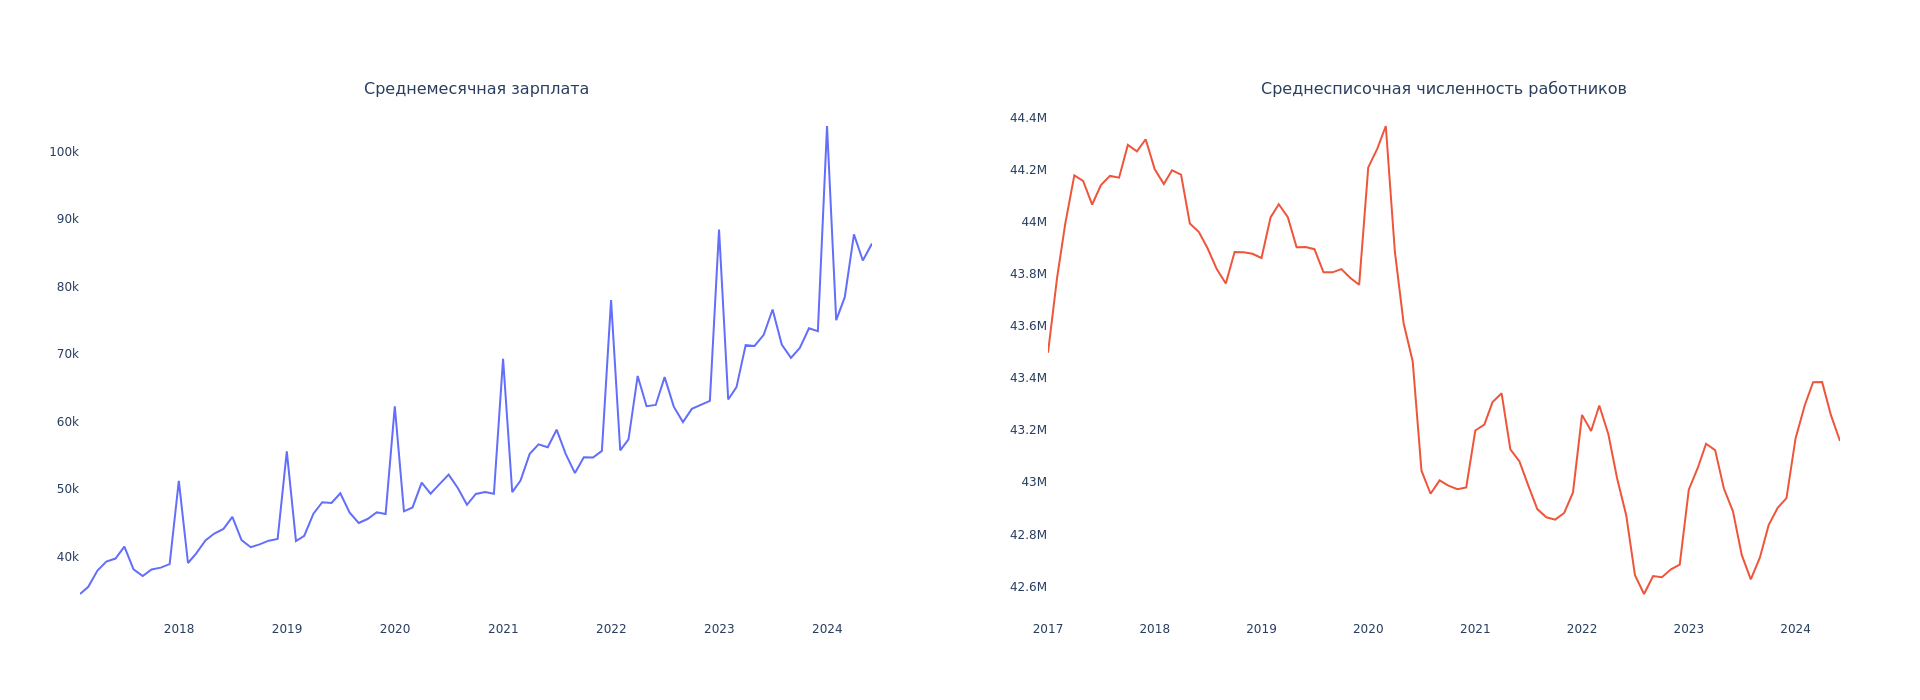 Среднемесячная зарплата
100k
90k
80k
70k
60k
50k
40k
2018 2019 2020 2021 2022 2023 2024
Среднесписочная численность работников
44.4M
44.2M
44M
43.8M
43.6M
43.4M
43.2M
43M
42.8M
42.6M
2017 2018 2019 2020 2021 2022 2023 2024